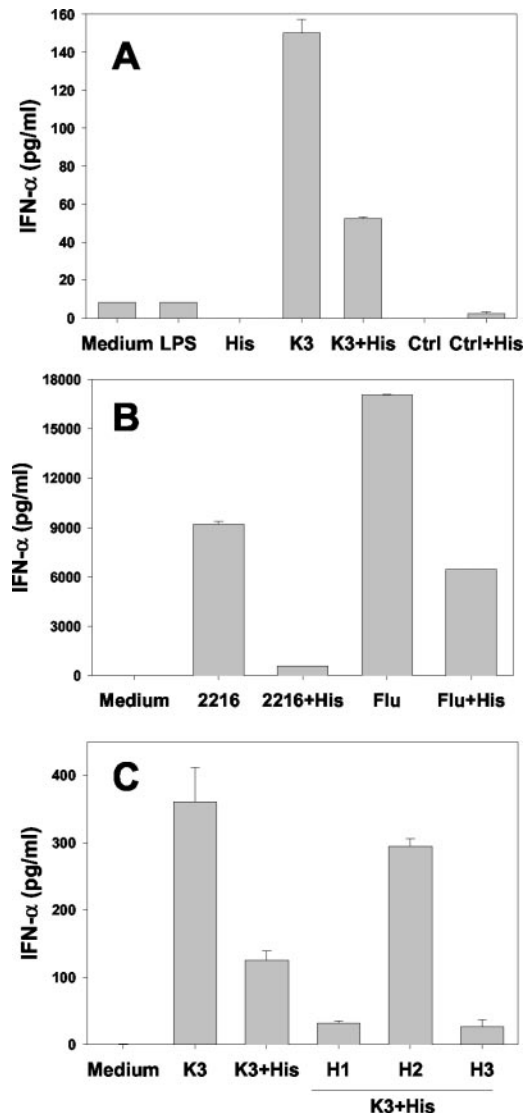 A
IFN-α (pg/ml)
160
140
120
100
80
60
40
20
0
Medium LPS His K3 K3+His Ctrl Ctrl+His
B
IFN-α (pg/ml)
18000
15000
12000
9000
6000
3000
0
Medium 2216 2216+His Flu Flu+His
C
IFN-α (pg/ml)
400
300
200
100
0
Medium K3 K3+His H1 H2 H3
K3+His